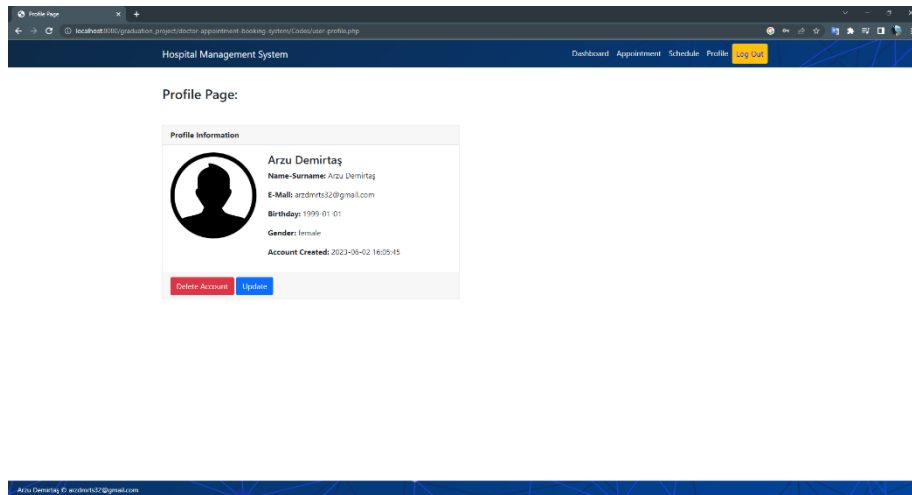 Profile Page
localhost:8080/graduation_project/doctor-appointment-booking-system/Codes/user-profile.php
Hospital Management System Dashboard Appointment Schedule Profile Log Out
Profile Page:
Profile Information
Arzu Demirtaş
Name-Surname: Arzu Demirtaş
E-Mail: arzdmrts32@gmail.com
Birthday: 1999-01-01
Gender: female
Account Created: 2023-06-02 16:05:45
Delete Account Update
Arzu Demirtaş © arzdmrts32@gmail.com